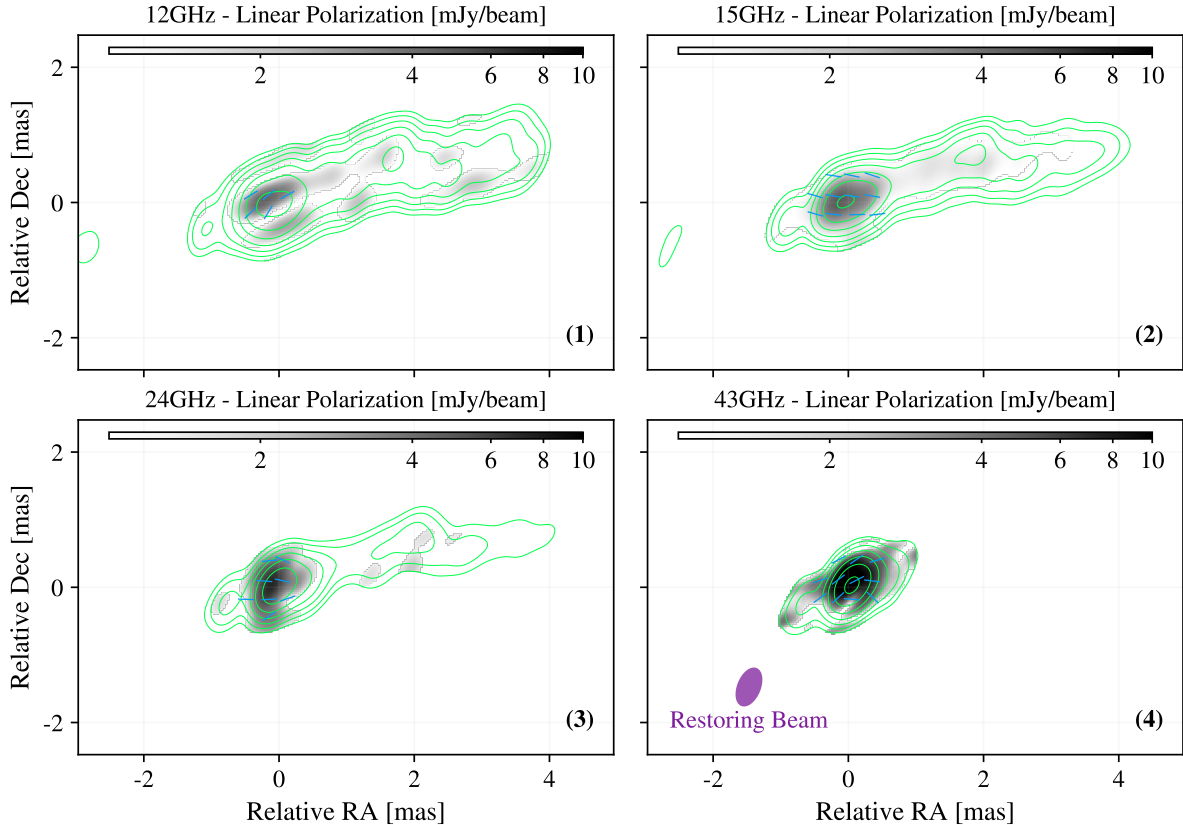 12GHz - Linear Polarization [mJy/beam]
15GHz - Linear Polarization [mJy/beam]
2 4 6 8 10
2 4 6 8 10
2
0
-2
Relative Dec [mas]
(1)
(2)
24GHz - Linear Polarization [mJy/beam]
43GHz - Linear Polarization [mJy/beam]
2 4 6 8 10
2 4 6 8 10
2
0
-2
Relative Dec [mas]
Restoring Beam
(3)
(4)
-2 0 2 4
-2 0 2 4
Relative RA [mas]
Relative RA [mas]